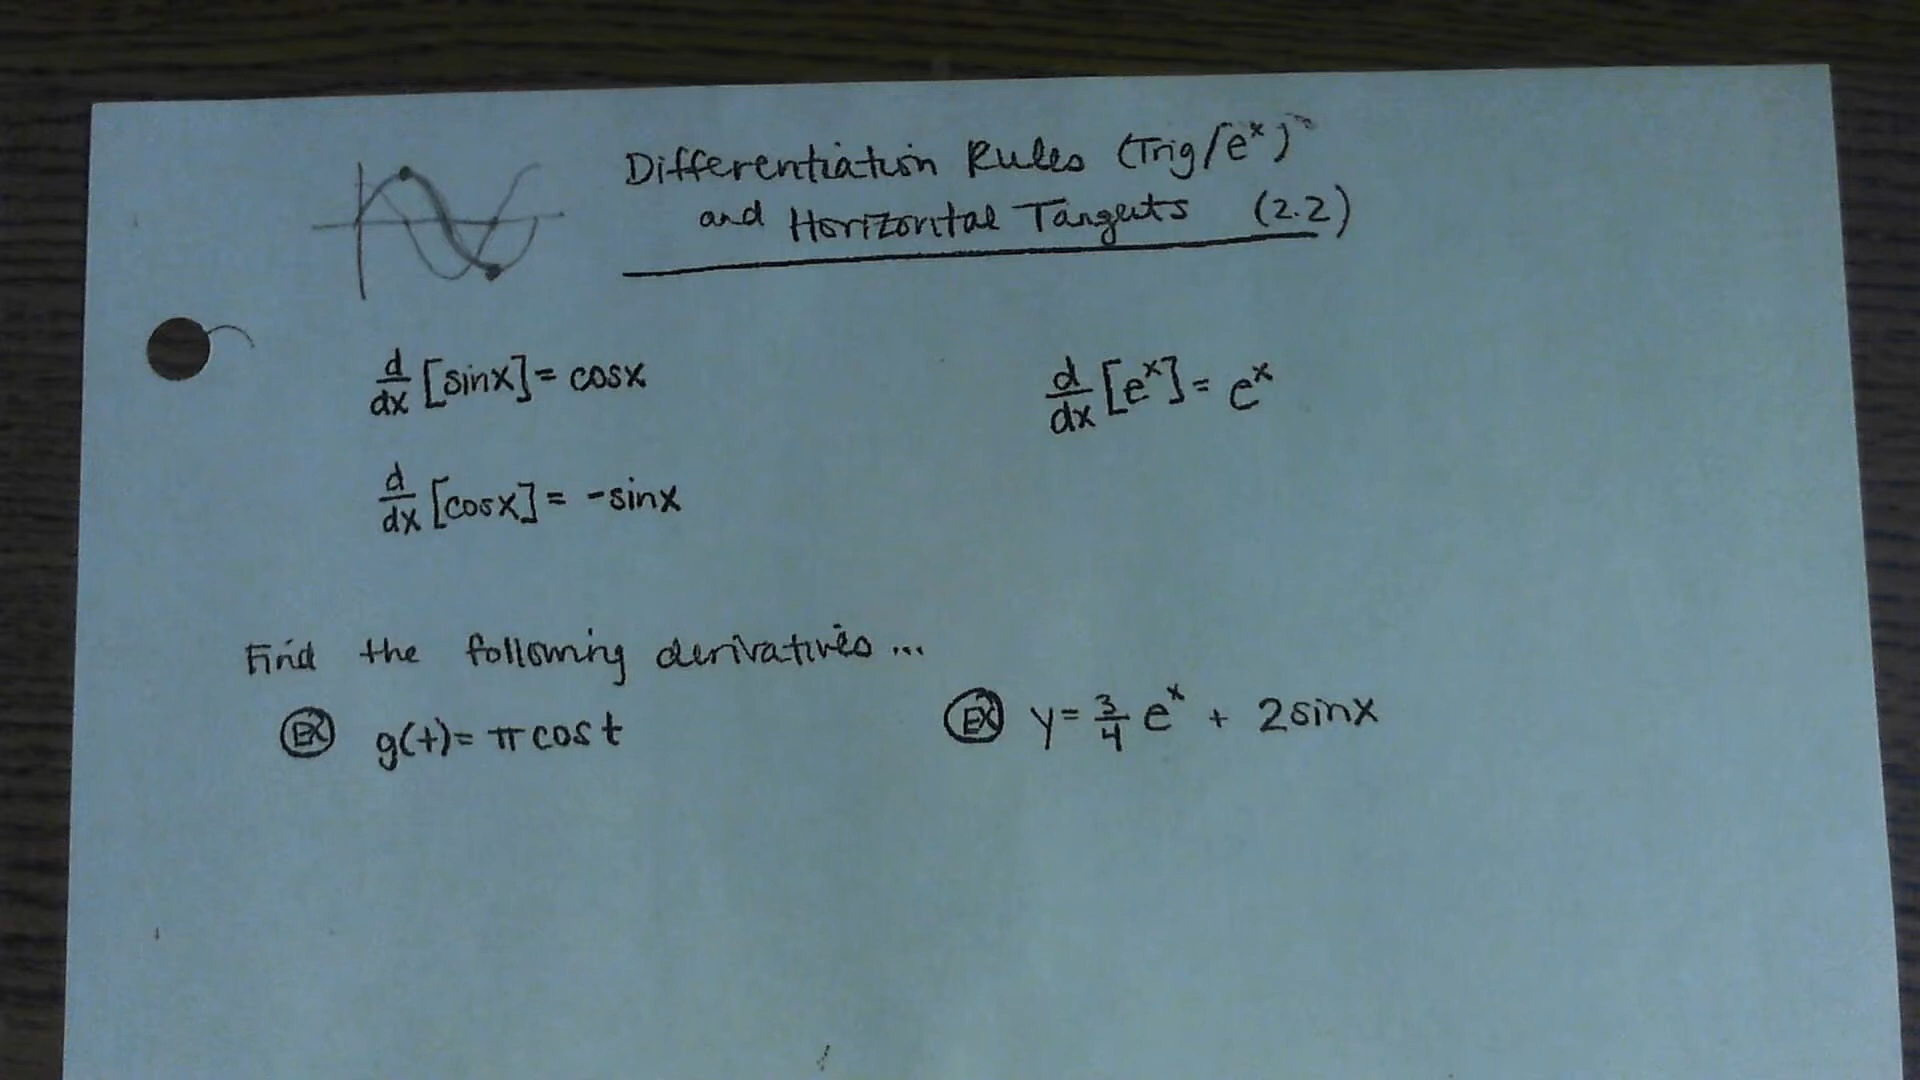 Differentiation Rules (Trig/eˣ)
and Horizontal Tangents (2.2)
d/dx [sinx] = cosx
d/dx [eˣ] = eˣ
d/dx [cosx] = -sinx
Find the following derivatives...
EX g(t) = π cos t
EX y = 3/4 eˣ + 2sinx